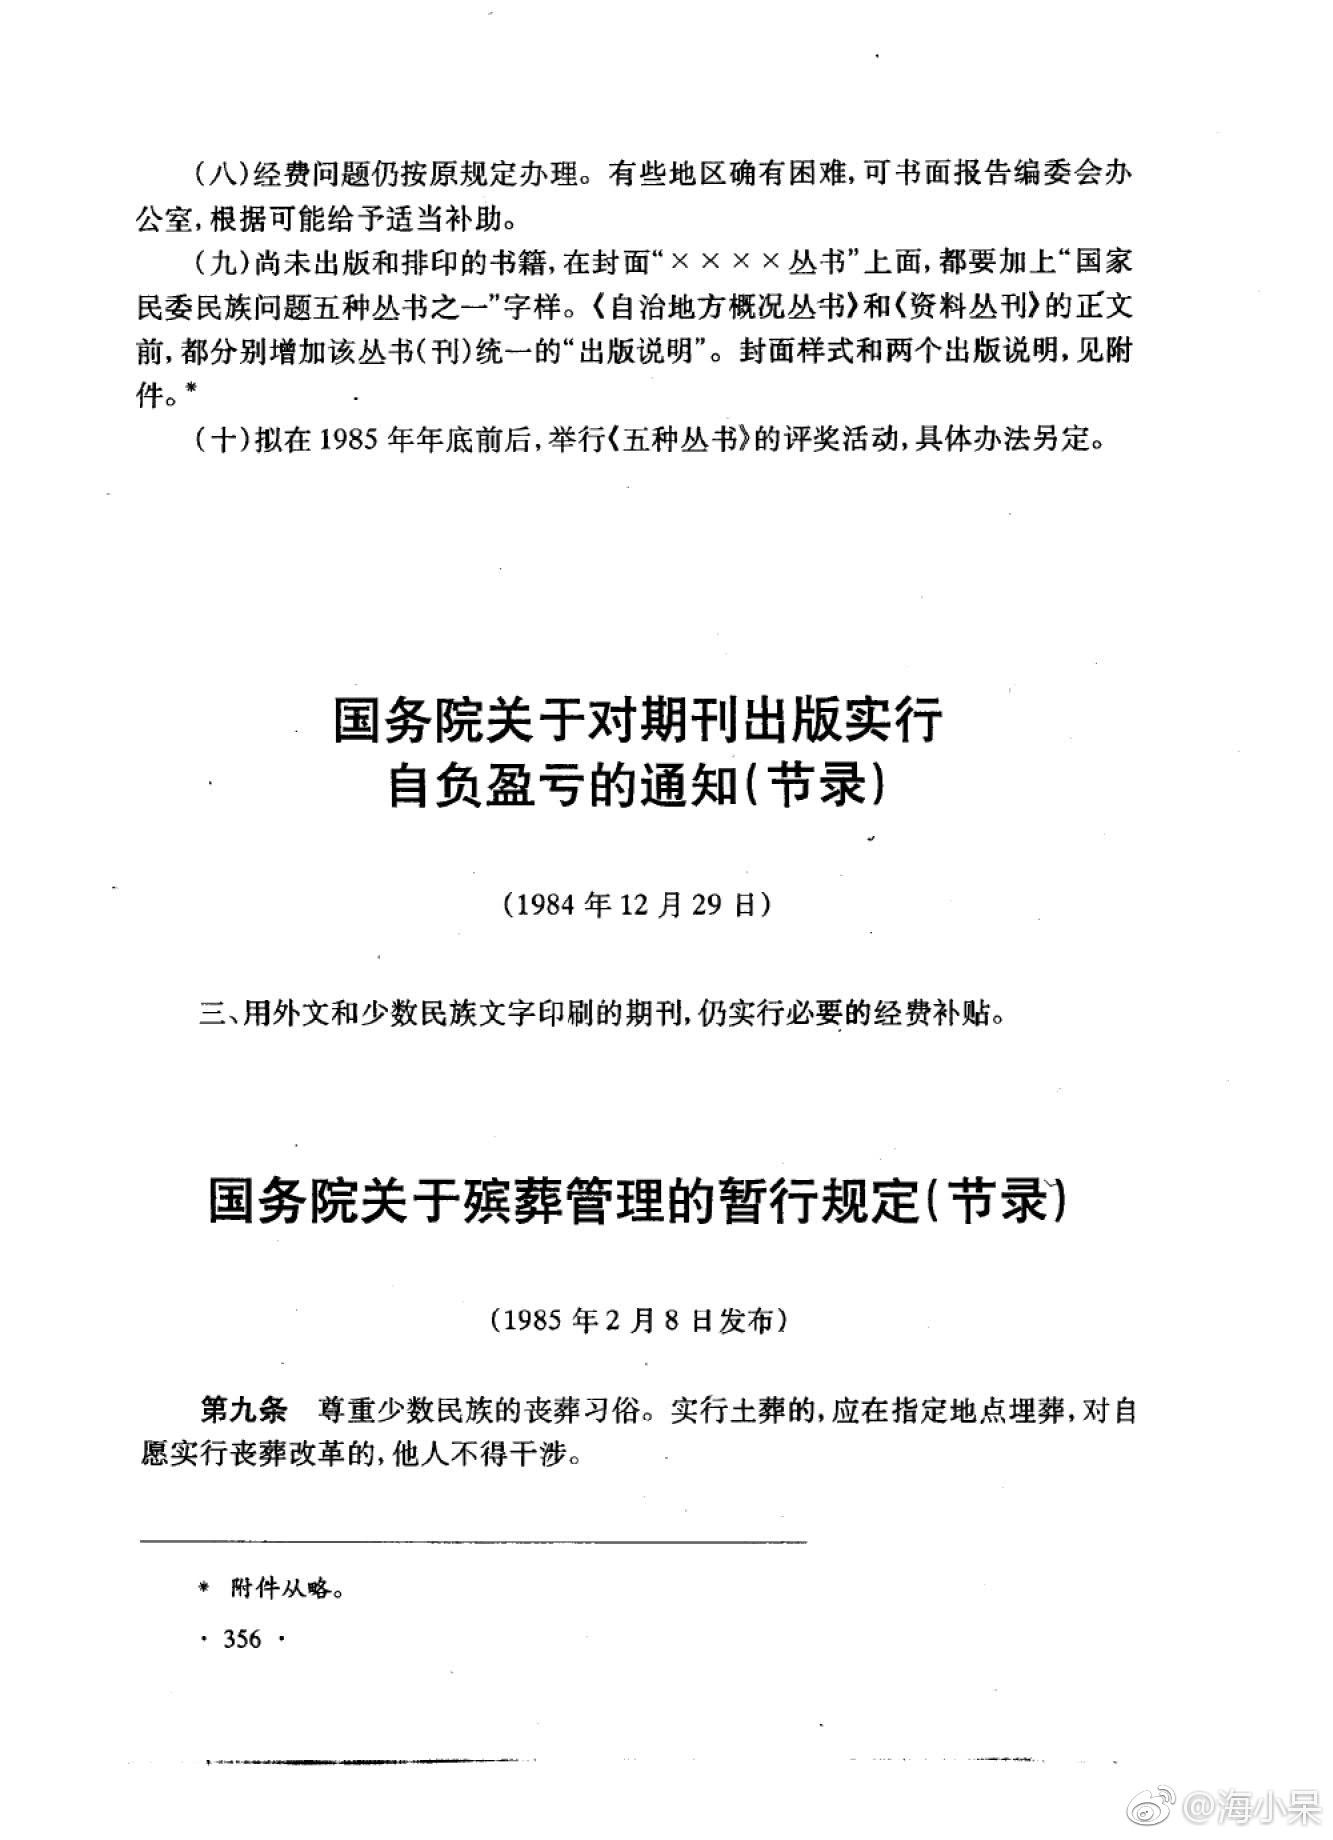 (八)经费问题仍按原规定办理。有些地区确有困难,可书面报告编委会办
公室,根据可能给予适当补助。
(九)尚未出版和排印的书籍,在封面“××××丛书”上面,都要加上“国家
民委民族问题五种丛书之一”字样。《自治地方概况丛书》和《资料丛刊》的正文
前,都分别增加该丛书(刊)统一的“出版说明”。封面样式和两个出版说明,见附
件。*
(十)拟在1985年年底前后,举行《五种丛书》的评奖活动,具体办法另定。
国务院关于对期刊出版实行
自负盈亏的通知(节录)
(1984年12月29日)
三、用外文和少数民族文字印刷的期刊,仍实行必要的经费补贴。
国务院关于殡葬管理的暂行规定(节录)
(1985年2月8日发布)
第九条 尊重少数民族的丧葬习俗。实行土葬的,应在指定地点埋葬,对自
愿实行丧葬改革的,他人不得干涉。
* 附件从略。
· 356 ·
@海小呆